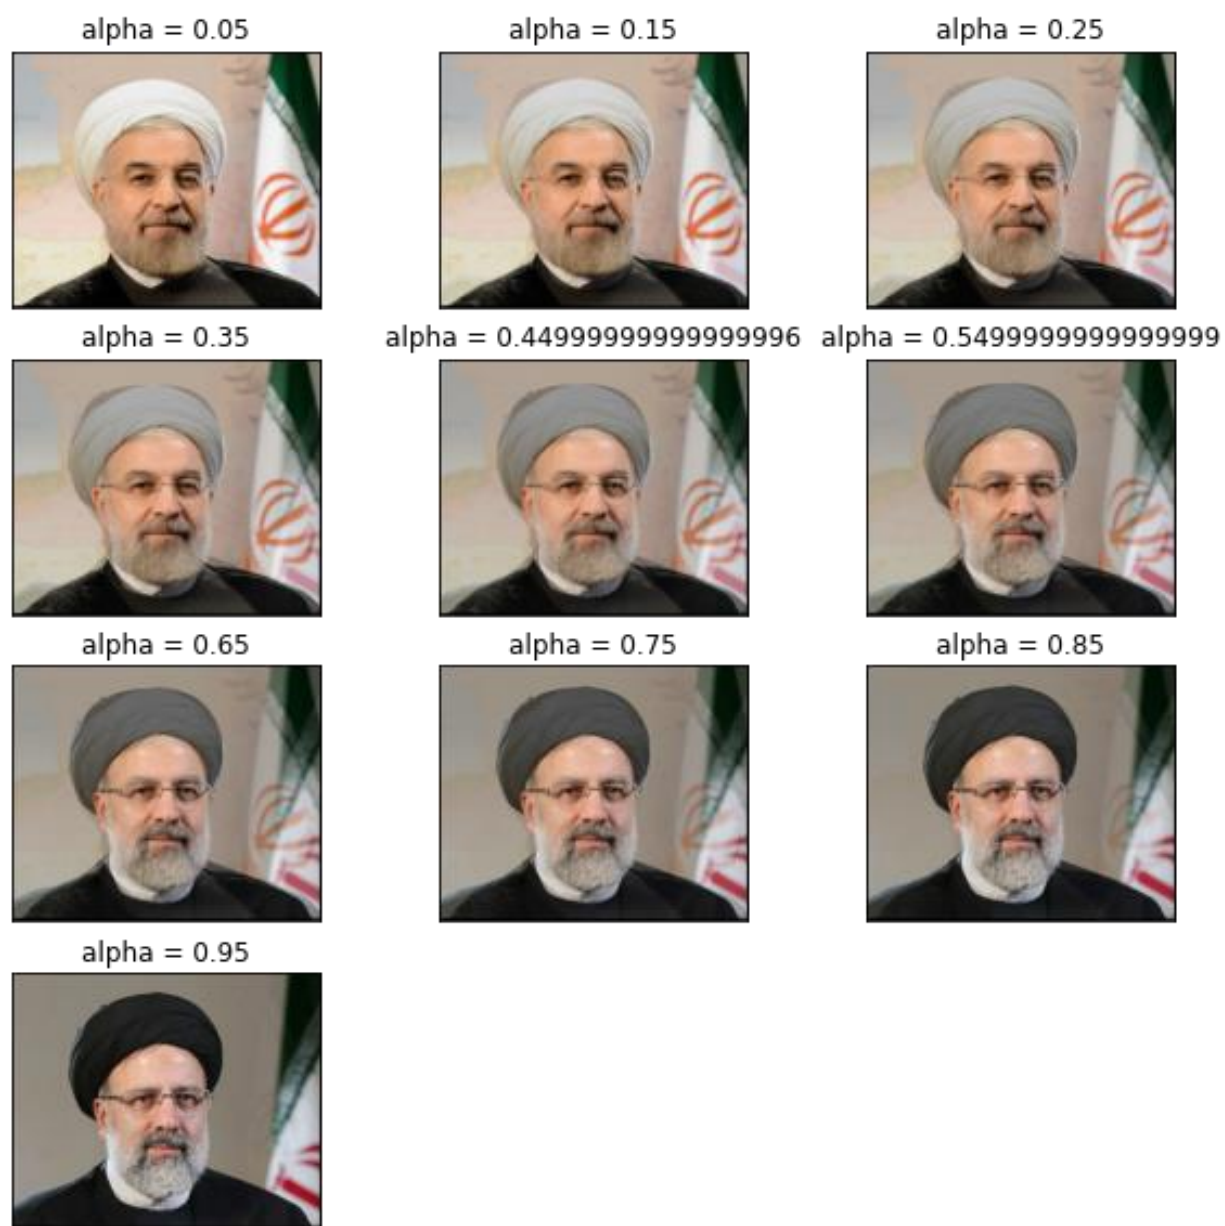 alpha = 0.05
alpha = 0.15
alpha = 0.25
alpha = 0.35
alpha = 0.44999999999999996
alpha = 0.5499999999999999
alpha = 0.65
alpha = 0.75
alpha = 0.85
alpha = 0.95